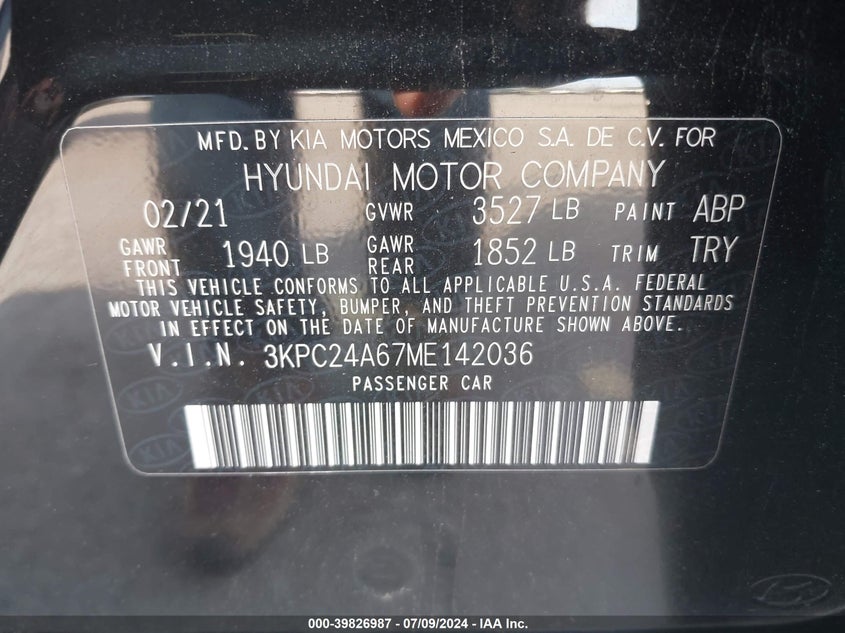 MFD. BY KIA MOTORS MEXICO S.A. DE C.V. FOR
HYUNDAI MOTOR COMPANY
02/21 GVWR 3527 LB PAINT ABP
GAWR FRONT 1940 LB GAWR REAR 1852 LB TRIM TRY
THIS VEHICLE CONFORMS TO ALL APPLICABLE U.S.A. FEDERAL
MOTOR VEHICLE SAFETY, BUMPER, AND THEFT PREVENTION STANDARDS
IN EFFECT ON THE DATE OF MANUFACTURE SHOWN ABOVE.
V.I.N. 3KPC24A67ME142036
PASSENGER CAR
000-39826987 / 07/09/2024 - IAA Inc.